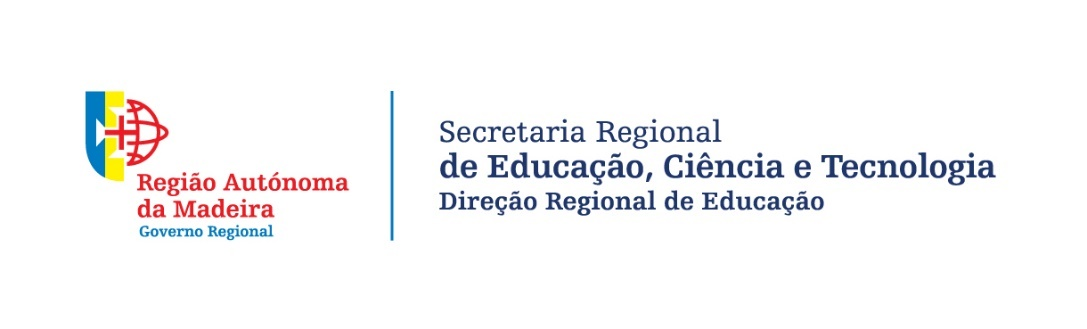 Região Autónoma
da Madeira
Governo Regional
Secretaria Regional
de Educação, Ciência e Tecnologia
Direção Regional de Educação